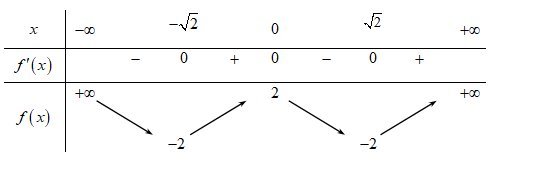 x −∞ −√2 0 √2 +∞
f′(x) − 0 + 0 − 0 +
+∞ 2 +∞
f(x)
−2 −2